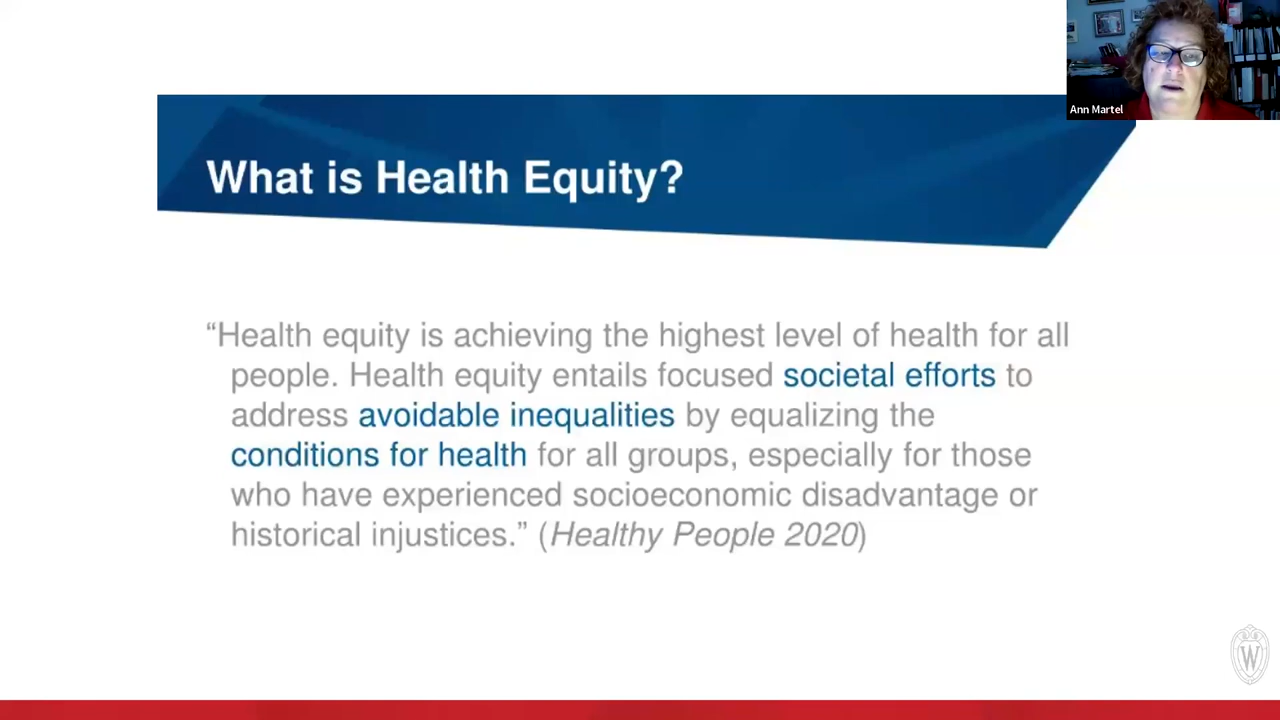 Ann Martel
What is Health Equity?
“Health equity is achieving the highest level of health for all
people. Health equity entails focused societal efforts to
address avoidable inequalities by equalizing the
conditions for health for all groups, especially for those
who have experienced socioeconomic disadvantage or
historical injustices.” (Healthy People 2020)
W